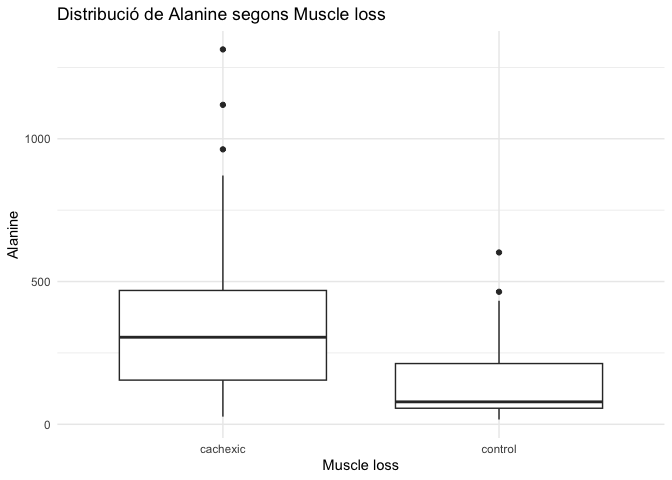 Distribució de Alanine segons Muscle loss
1000
500
0
Alanine
cachexic
control
Muscle loss